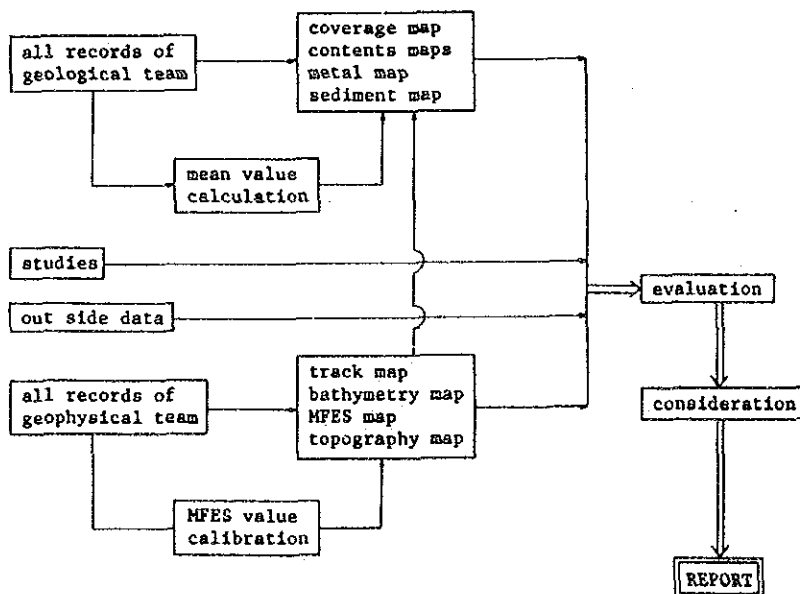 all records of
geological team
coverage map
contents maps
metal map
sediment map
mean value
calculation
studies
out side data
evaluation
all records of
geophysical team
track map
bathymetry map
MFES map
topography map
consideration
MFES value
calibration
REPORT